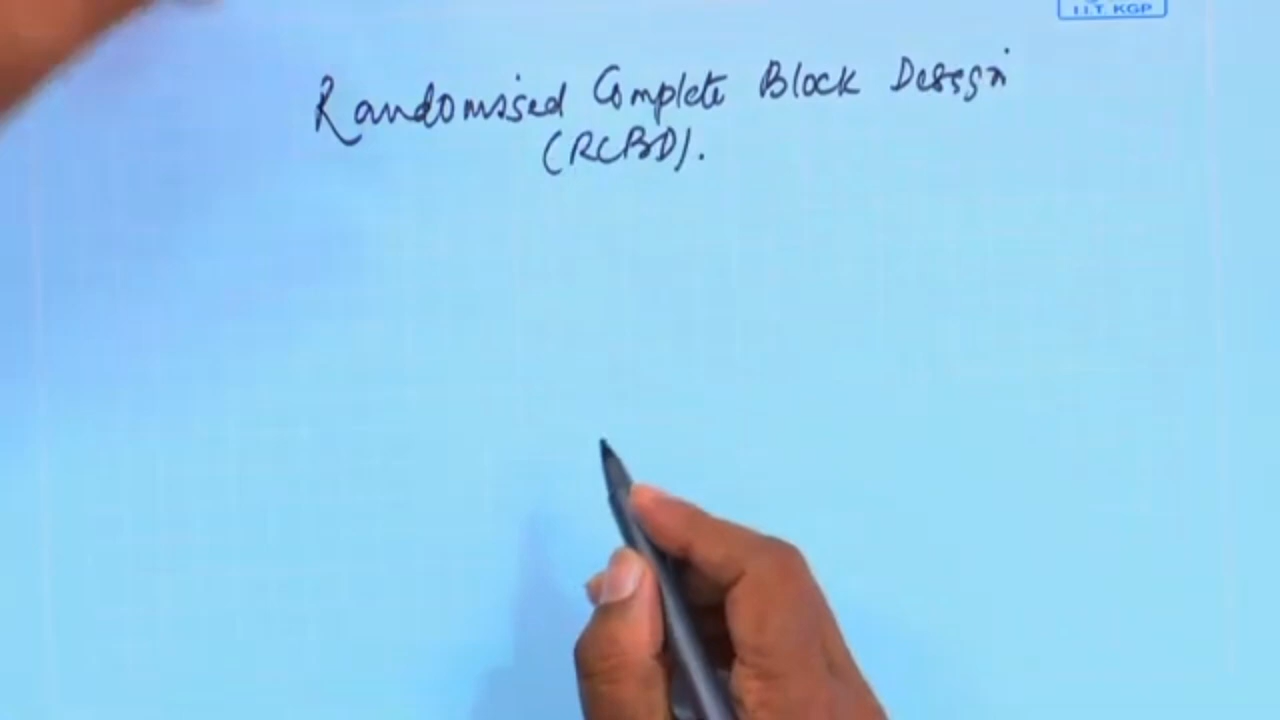 I.I.T. KGP
Randomised Complete Block Design
(RCBD).